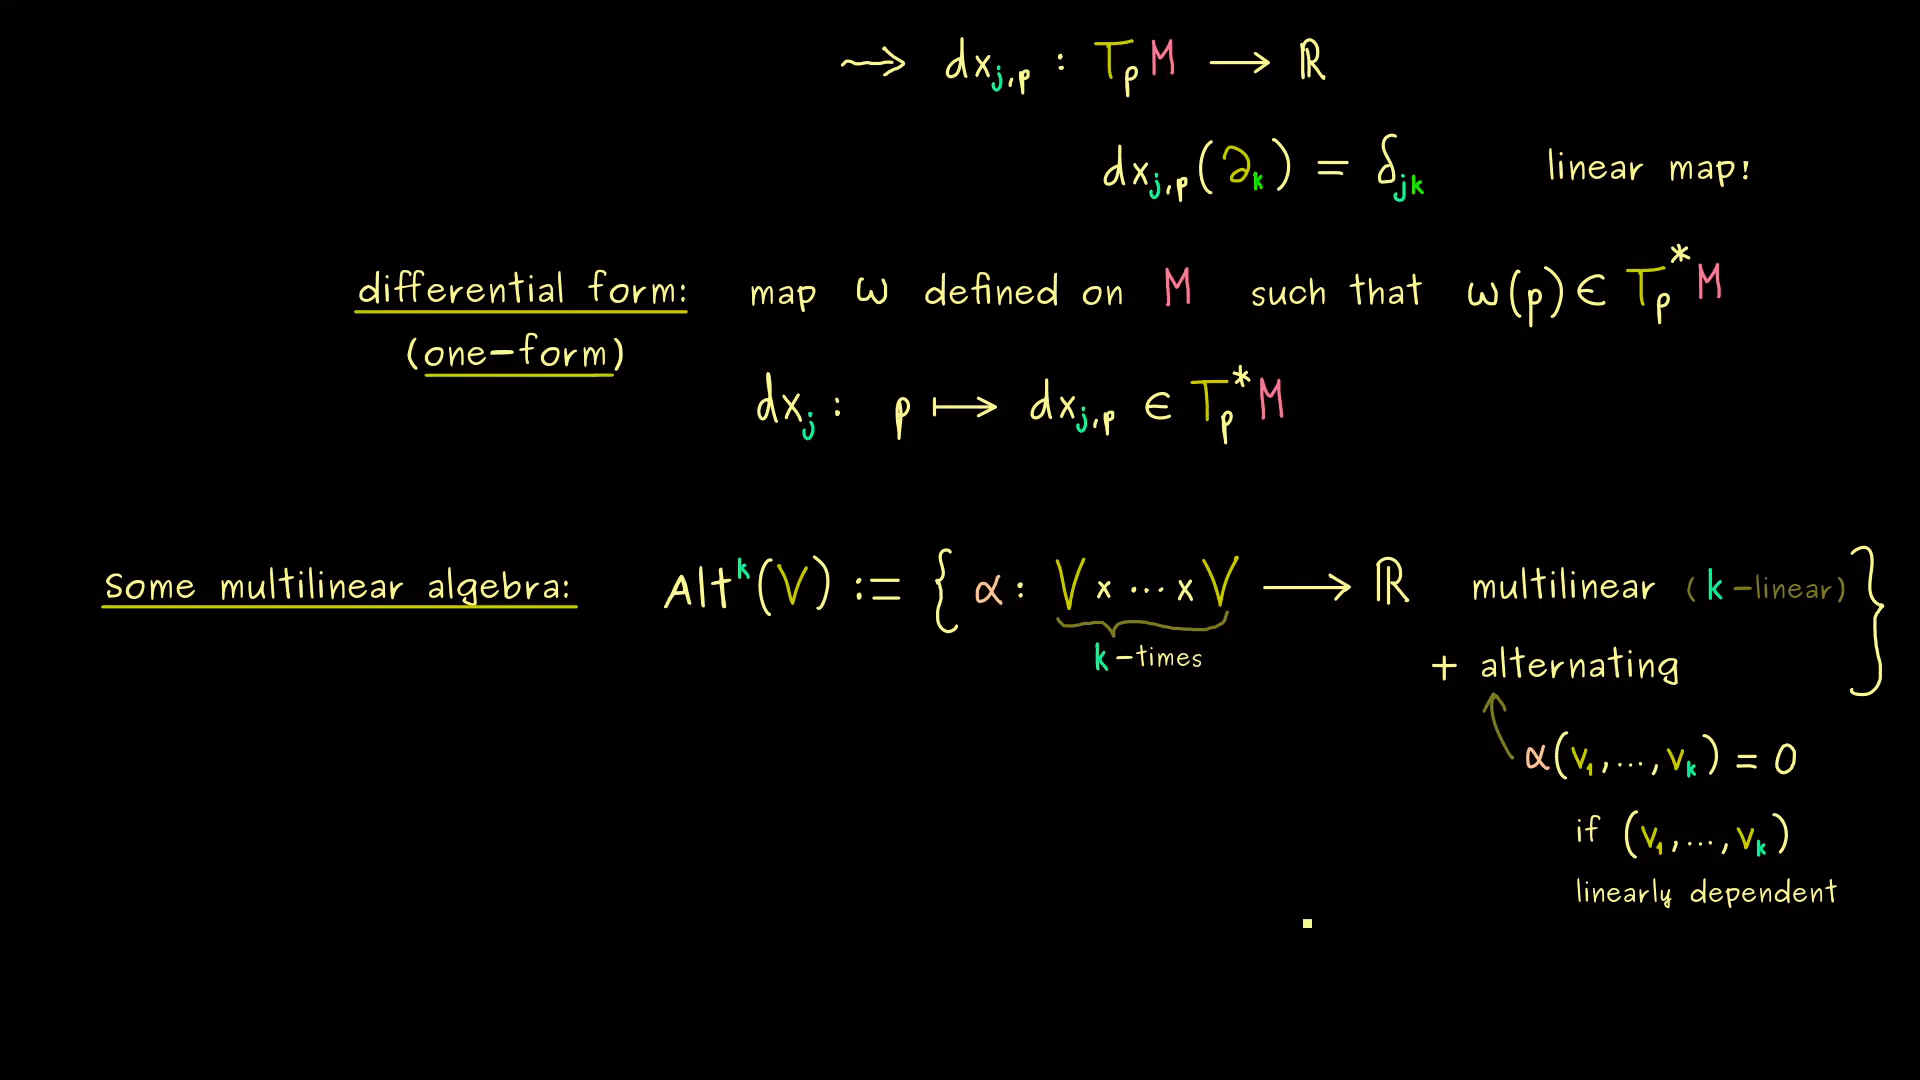 ⇝ dx_{j,p} : T_p M ⟶ ℝ
dx_{j,p}(∂_k) = δ_{jk} linear map!
differential form: map ω defined on M such that ω(p) ∈ T_p^* M
(one-form)
dx_j : p ⟼ dx_{j,p} ∈ T_p^* M
Some multilinear algebra: Alt^k(V) := { α : V × ... × V ⟶ ℝ multilinear (k-linear) }
k-times
+ alternating
α(v_1, ..., v_k) = 0
if (v_1, ..., v_k)
linearly dependent